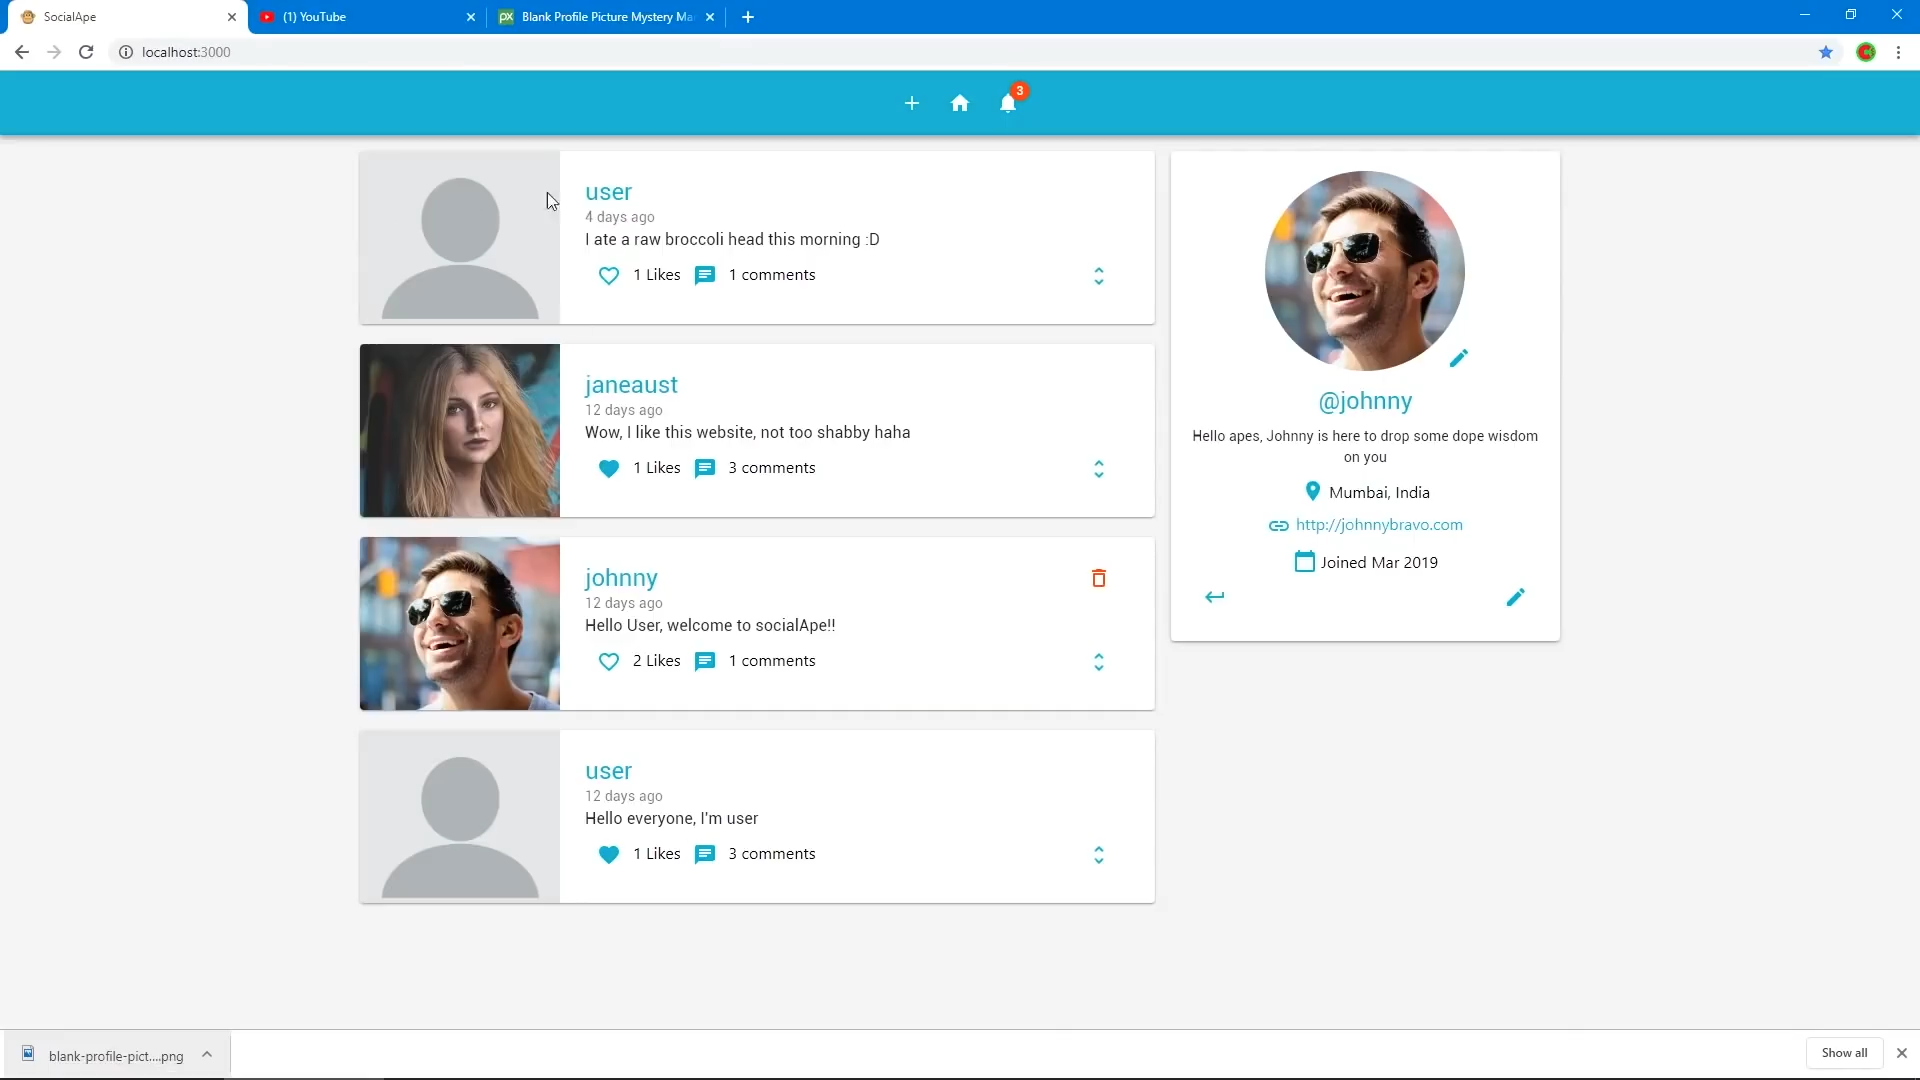 SocialApe
(1) YouTube
Blank Profile Picture Mystery Ma
localhost:3000
3
user
4 days ago
I ate a raw broccoli head this morning :D
1 Likes
1 comments
janeaust
12 days ago
Wow, I like this website, not too shabby haha
1 Likes
3 comments
johnny
12 days ago
Hello User, welcome to socialApe!!
2 Likes
1 comments
user
12 days ago
Hello everyone, I'm user
1 Likes
3 comments
@johnny
Hello apes, Johnny is here to drop some dope wisdom
on you
Mumbai, India
http://johnnybravo.com
Joined Mar 2019
blank-profile-pict....png
Show all